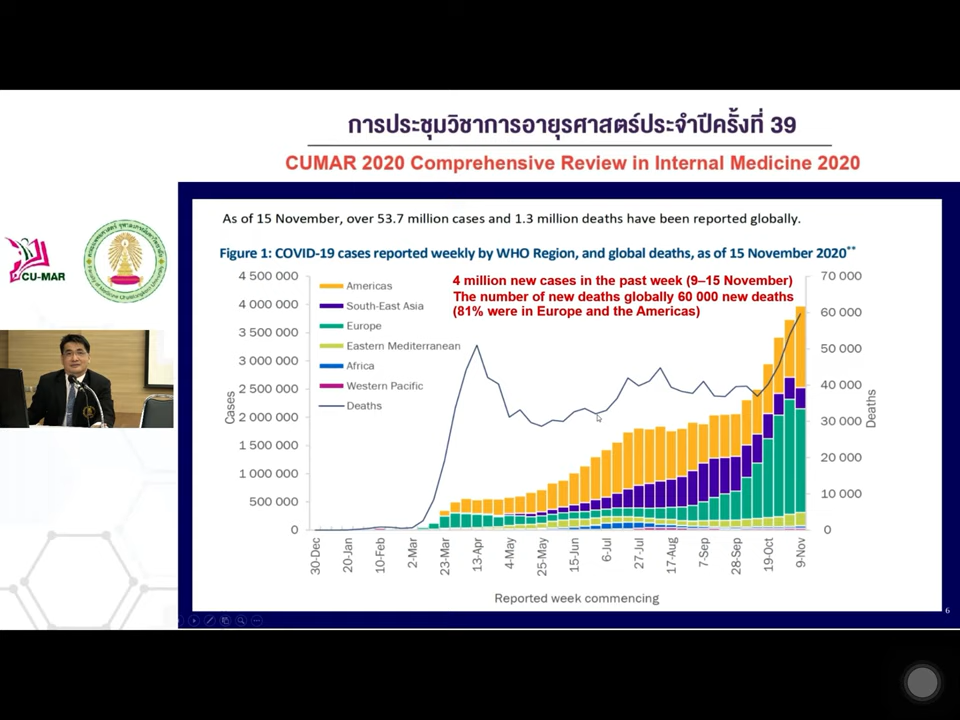 การประชุมวิชาการอายุรศาสตร์ประจำปีครั้งที่ 39
CUMAR 2020 Comprehensive Review in Internal Medicine 2020
CU-MAR
As of 15 November, over 53.7 million cases and 1.3 million deaths have been reported globally.
Figure 1: COVID-19 cases reported weekly by WHO Region, and global deaths, as of 15 November 2020**
4 million new cases in the past week (9–15 November)
The number of new deaths globally 60 000 new deaths
(81% were in Europe and the Americas)
Americas
South-East Asia
Europe
Eastern Mediterranean
Africa
Western Pacific
Deaths
Cases
4 500 000
4 000 000
3 500 000
3 000 000
2 500 000
2 000 000
1 500 000
1 000 000
500 000
0
70 000
60 000
50 000
40 000
30 000
20 000
10 000
0
Deaths
30-Dec
20-Jan
10-Feb
2-Mar
23-Mar
13-Apr
4-May
25-May
15-Jun
6-Jul
27-Jul
17-Aug
7-Sep
28-Sep
19-Oct
9-Nov
Reported week commencing
6